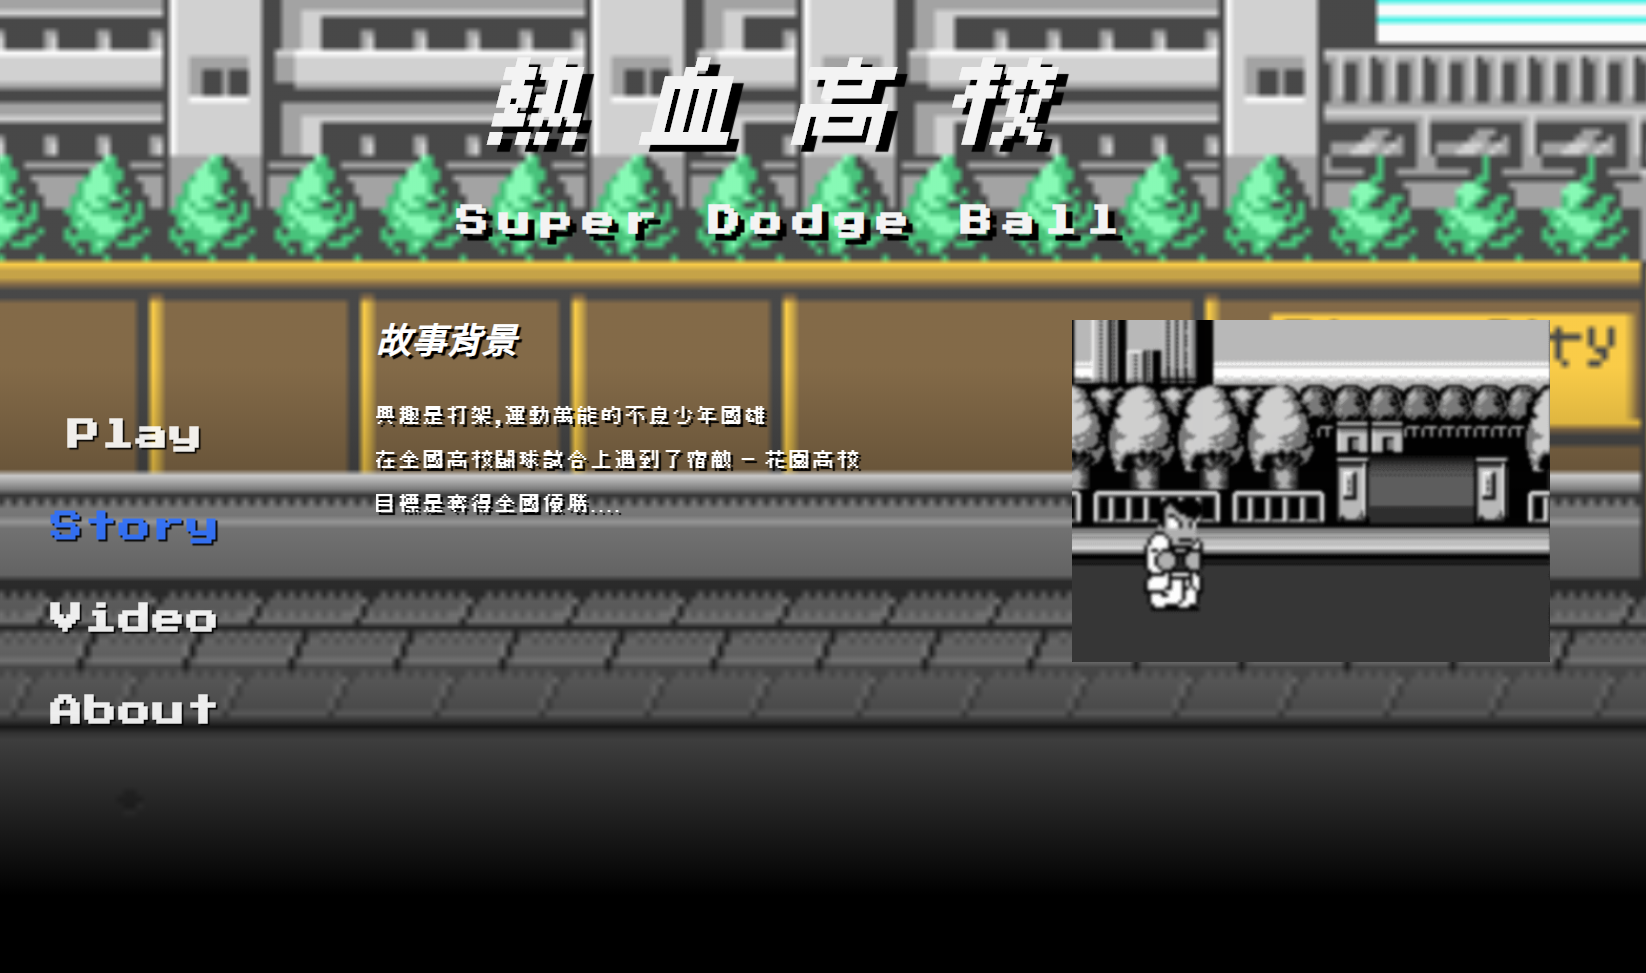 熱血高校
Super Dodge Ball
故事背景
興趣是打架,運動萬能的不良少年國雄
在全國高校鬪球試合上遇到了宿敵 - 花園高校
目標是奪得全國優勝....
Play
Story
Video
About